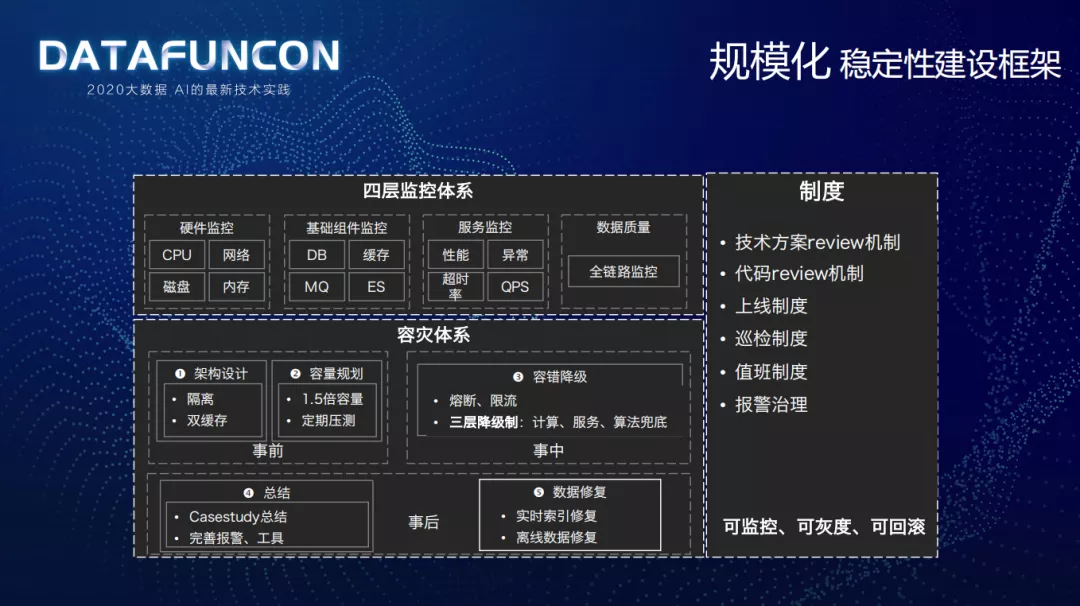 DATAFUNCON
2020大数据 AI的最新技术实践
规模化 稳定性建设框架
四层监控体系
硬件监控
CPU
网络
磁盘
内存
基础组件监控
DB
缓存
MQ
ES
服务监控
性能
异常
超时
率
QPS
数据质量
全链路监控
容灾体系
❶ 架构设计
• 隔离
• 双缓存
❷ 容量规划
• 1.5倍容量
• 定期压测
事前
❸ 容错降级
• 熔断、限流
• 三层降级制：计算、服务、算法兜底
事中
❹ 总结
• Casestudy总结
• 完善报警、工具
事后
❺ 数据修复
• 实时索引修复
• 离线数据修复
制度
• 技术方案review机制
• 代码review机制
• 上线制度
• 巡检制度
• 值班制度
• 报警治理
可监控、可灰度、可回滚